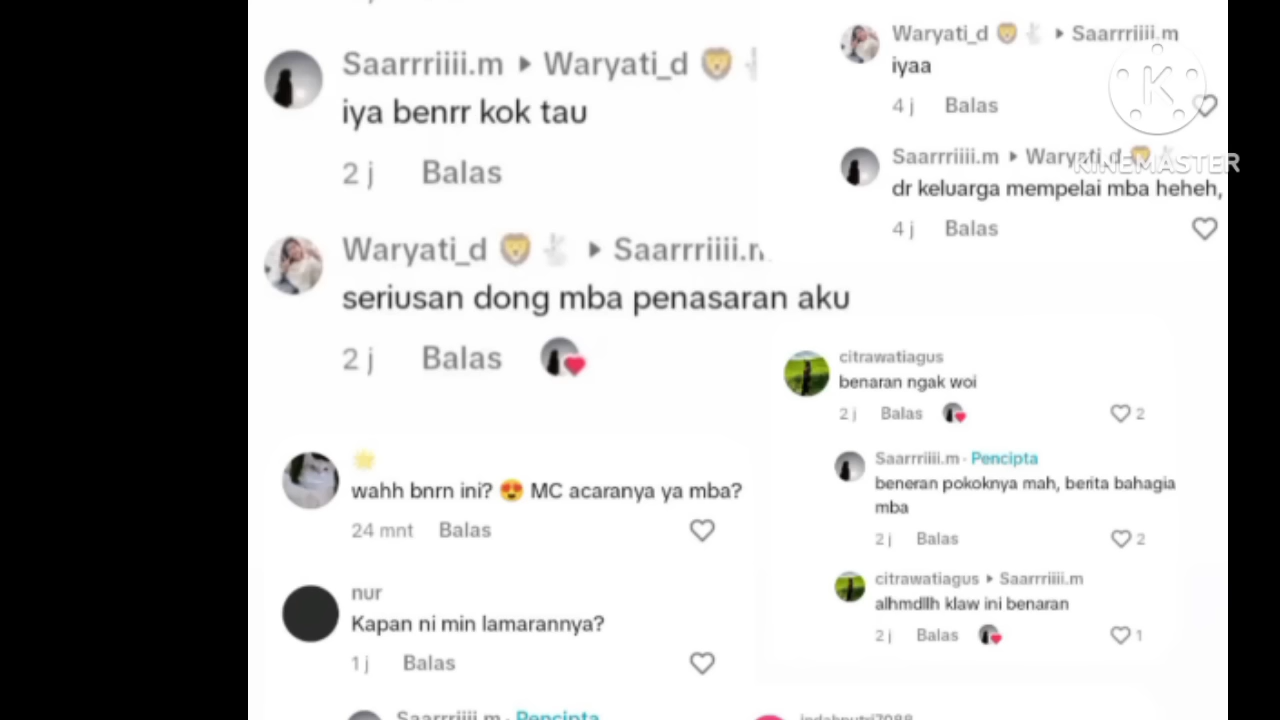 Saarrriiii.m ▸ Waryati_d 🦁
iya benrr kok tau
2 j Balas
Waryati_d 🦁🐇 ▸ Saarrriiii.m
seriusan dong mba penasaran aku
2 j Balas
🌟
wahh bnrn ini? 😍 MC acaranya ya mba?
24 mnt Balas
nur
Kapan ni min lamarannya?
1 j Balas
Saarrriiii.m · Pencipta
Waryati_d 🦁🐇 ▸ Saarrriiii.m
iyaa
4 j Balas
Saarrriiii.m ▸ Waryati_d 🦁🐇
dr keluarga mempelai mba heheh,
4 j Balas
K
KINEMASTER
citrawatiagus
benaran ngak woi
2 j Balas 2
Saarrriiii.m · Pencipta
beneran pokoknya mah, berita bahagia
mba
2 j Balas 2
citrawatiagus ▸ Saarrriiii.m
alhmdllh klaw ini benaran
2 j Balas 1
indahputri7088